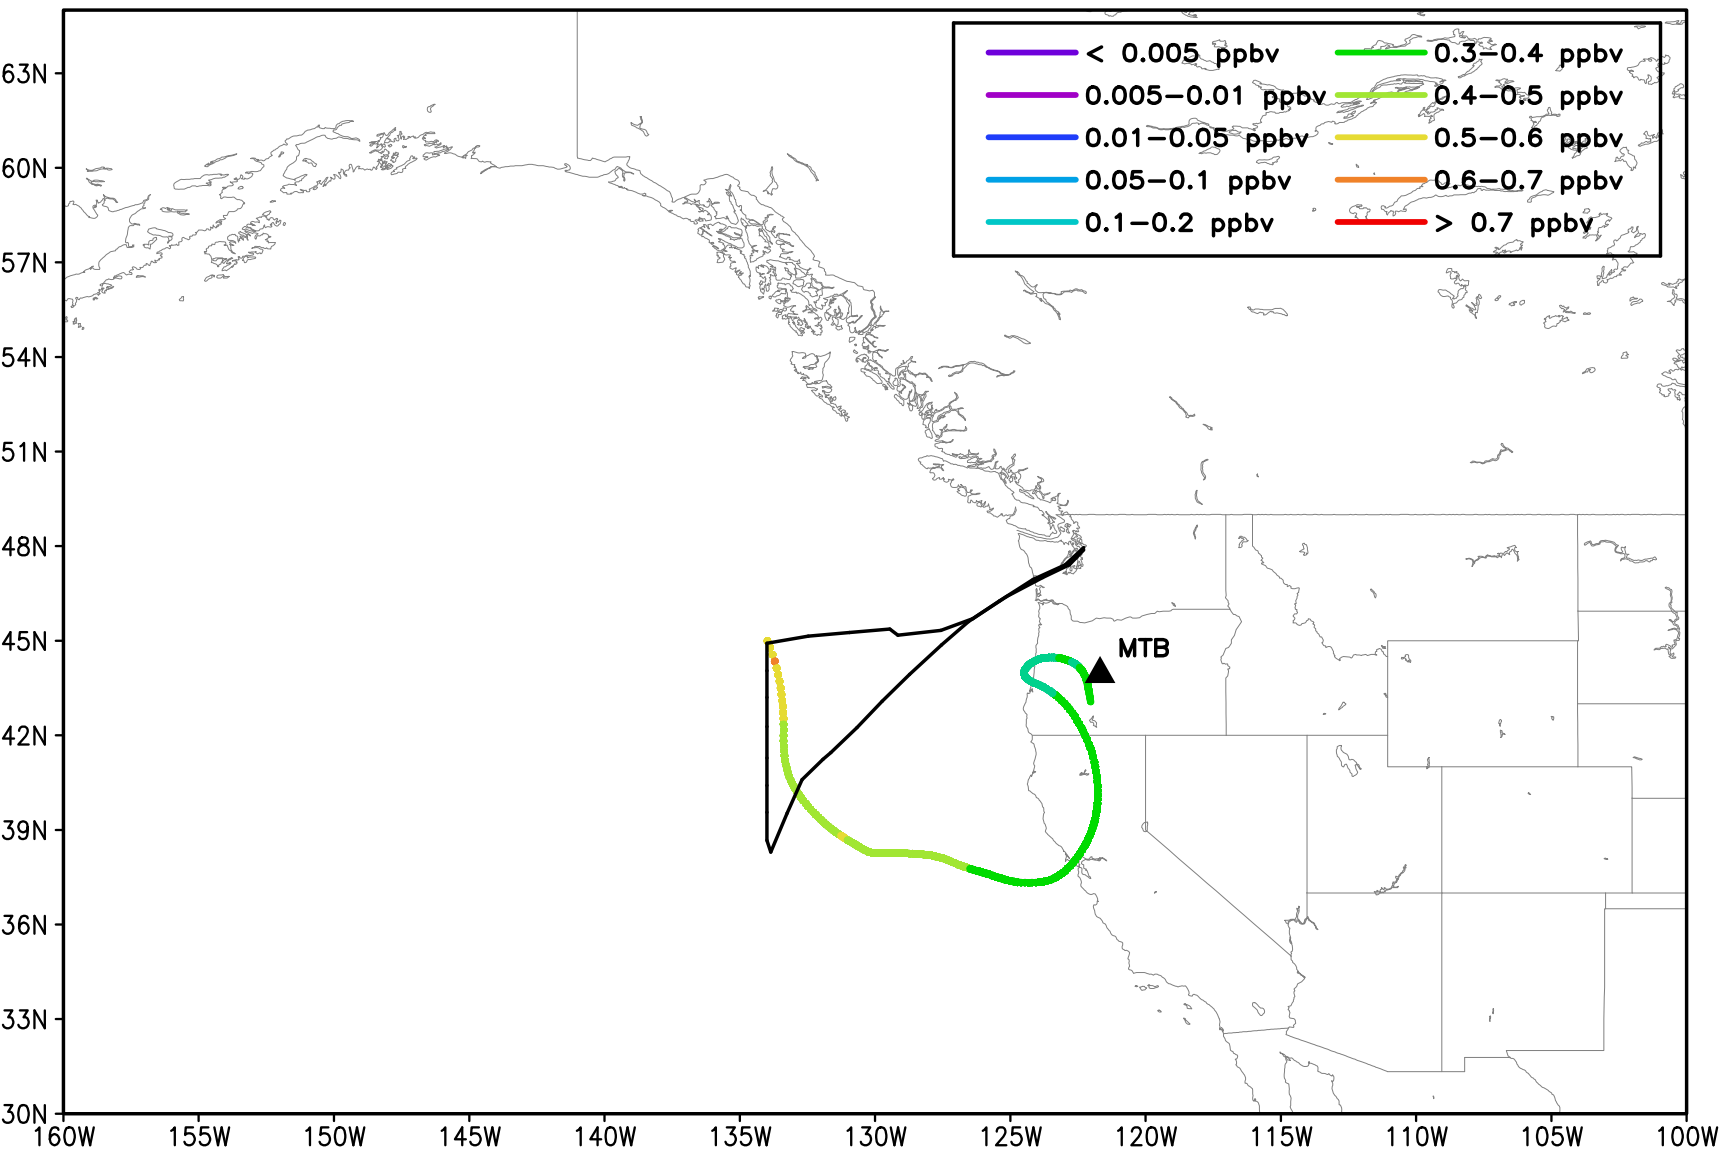 < 0.005 ppbv 0.3-0.4 ppbv
0.005-0.01 ppbv 0.4-0.5 ppbv
0.01-0.05 ppbv 0.5-0.6 ppbv
0.05-0.1 ppbv 0.6-0.7 ppbv
0.1-0.2 ppbv > 0.7 ppbv
63N
60N
57N
54N
51N
48N
45N
42N
39N
36N
33N
30N
MTB
160W 155W 150W 145W 140W 135W 130W 125W 120W 115W 110W 105W 100W